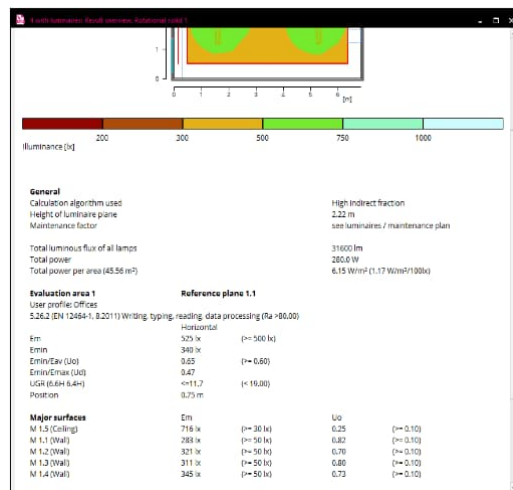 4 with luminaires: Result overview, Rotational solid 1
1
0
0 1 2 3 4 5 6 [m]
200 300 500 750 1000
Illuminance [lx]
General
Calculation algorithm used High indirect fraction
Height of luminaire plane 2.22 m
Maintenance factor see luminaires / maintenance plan
Total luminous flux of all lamps 31600 lm
Total power 280.0 W
Total power per area (45.56 m²) 6.15 W/m² (1.17 W/m²/100lx)
Evaluation area 1 Reference plane 1.1
User profile: Offices
5.26.2 (EN 12464-1, 8.2011) Writing, typing, reading, data processing (Ra >80.00)
Horizontal
Em 525 lx (>= 500 lx)
Emin 340 lx
Emin/Eav (Uo) 0.65 (>= 0.60)
Emin/Emax (Ud) 0.47
UGR (6.6H 6.4H) <=11.7 (< 19.00)
Position 0.75 m
Major surfaces Em Uo
M 1.5 (Ceiling) 716 lx (>= 30 lx) 0.25 (>= 0.10)
M 1.1 (Wall) 283 lx (>= 50 lx) 0.82 (>= 0.10)
M 1.2 (Wall) 321 lx (>= 50 lx) 0.70 (>= 0.10)
M 1.3 (Wall) 311 lx (>= 50 lx) 0.80 (>= 0.10)
M 1.4 (Wall) 345 lx (>= 50 lx) 0.73 (>= 0.10)